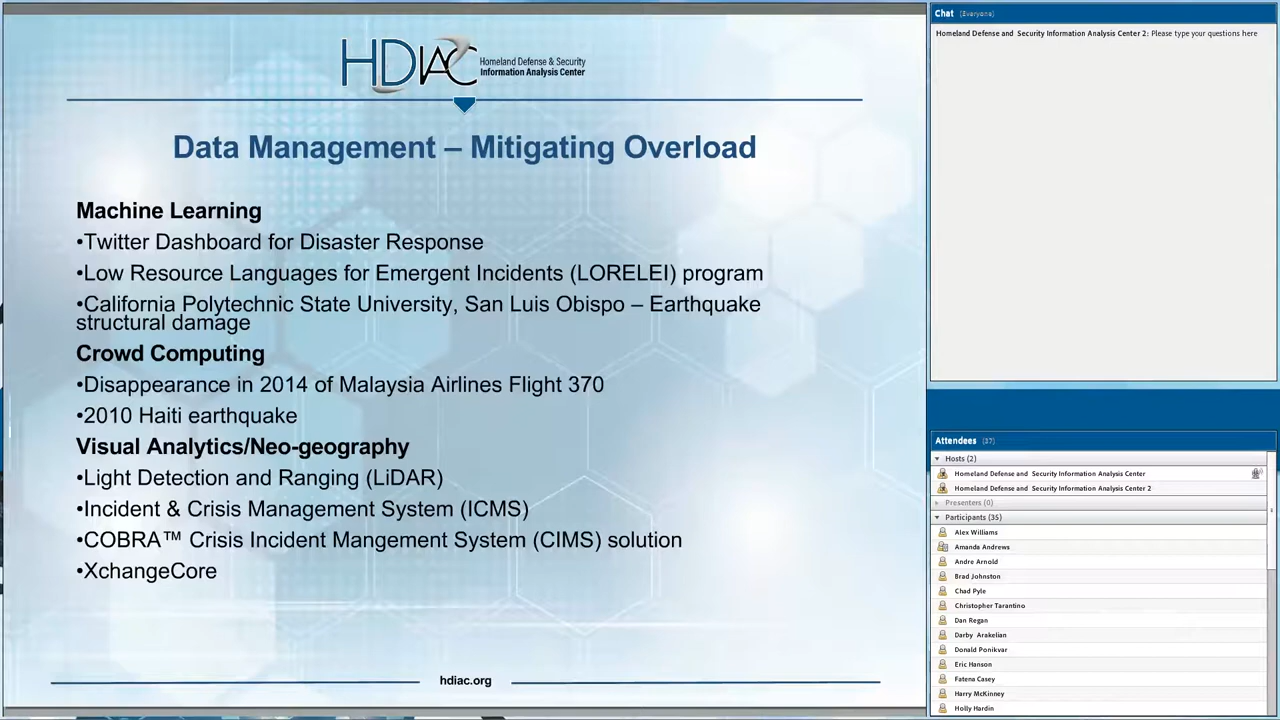 HDIAC Homeland Defense & Security
Information Analysis Center
Data Management – Mitigating Overload
Machine Learning
•Twitter Dashboard for Disaster Response
•Low Resource Languages for Emergent Incidents (LORELEI) program
•California Polytechnic State University, San Luis Obispo – Earthquake
structural damage
Crowd Computing
•Disappearance in 2014 of Malaysia Airlines Flight 370
•2010 Haiti earthquake
Visual Analytics/Neo-geography
•Light Detection and Ranging (LiDAR)
•Incident & Crisis Management System (ICMS)
•COBRA™ Crisis Incident Mangement System (CIMS) solution
•XchangeCore
hdiac.org
Chat (Everyone)
Homeland Defense and Security Information Analysis Center 2: Please type your questions here
Attendees (37)
Hosts (2)
Homeland Defense and Security Information Analysis Center
Homeland Defense and Security Information Analysis Center 2
Presenters (0)
Participants (35)
Alex Williams
Amanda Andrews
Andre Arnold
Brad Johnston
Chad Pyle
Christopher Tarantino
Dan Regan
Darby Arakelian
Donald Ponikvar
Eric Hanson
Fatena Casey
Harry McKinney
Holly Hardin